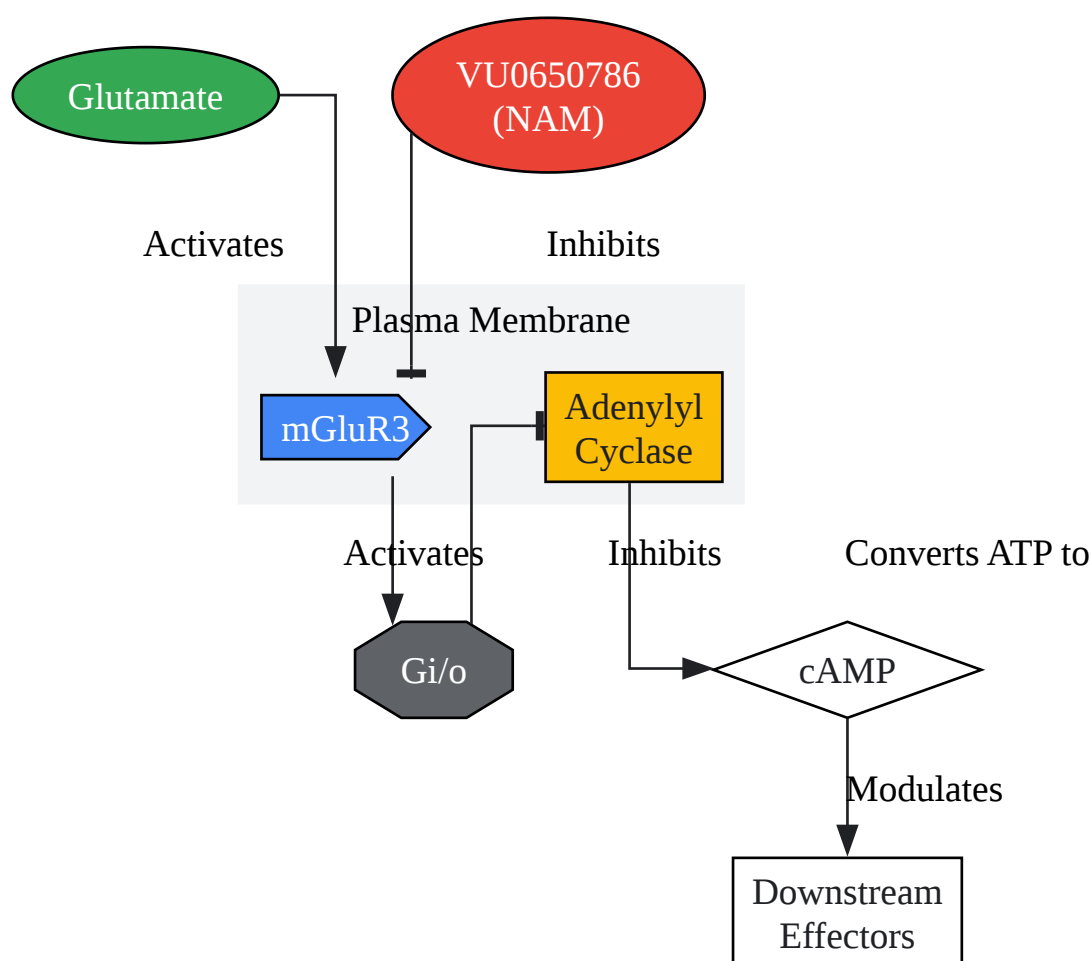 Glutamate
VU0650786
(NAM)
Activates
Inhibits
Plasma Membrane
mGluR3
Adenylyl
Cyclase
Activates
Inhibits
Converts ATP to
Gi/o
cAMP
Modulates
Downstream
Effectors